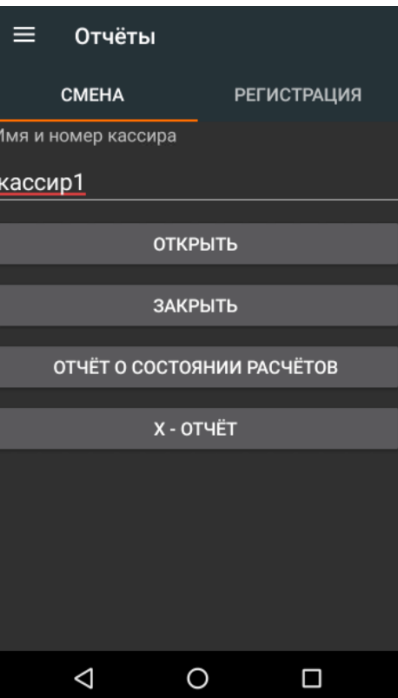 Отчёты
СМЕНА
РЕГИСТРАЦИЯ
Имя и номер кассира
кассир1
ОТКРЫТЬ
ЗАКРЫТЬ
ОТЧЁТ О СОСТОЯНИИ РАСЧЁТОВ
X - ОТЧЁТ